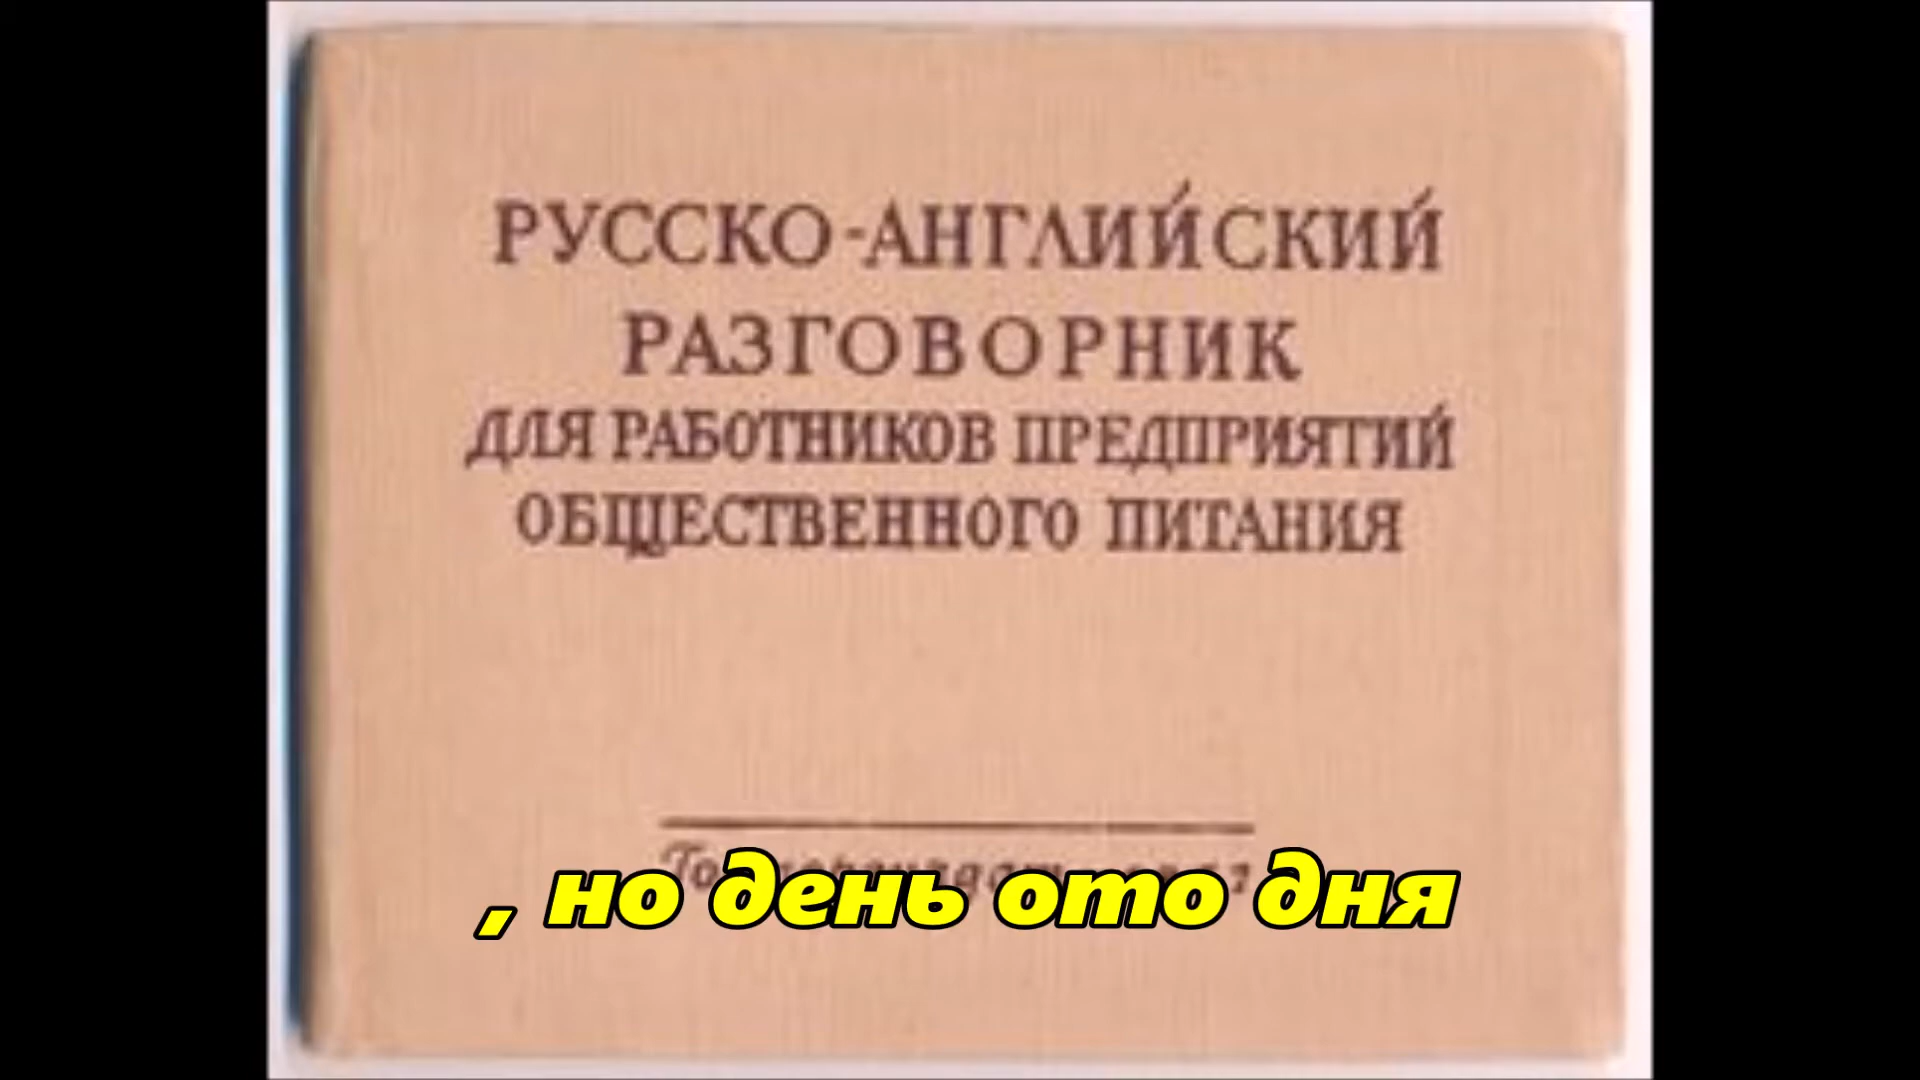 РУССКО-АНГЛИЙСКИЙ
РАЗГОВОРНИК
ДЛЯ РАБОТНИКОВ ПРЕДПРИЯТИЙ
ОБЩЕСТВЕННОГО ПИТАНИЯ
, но день ото дня